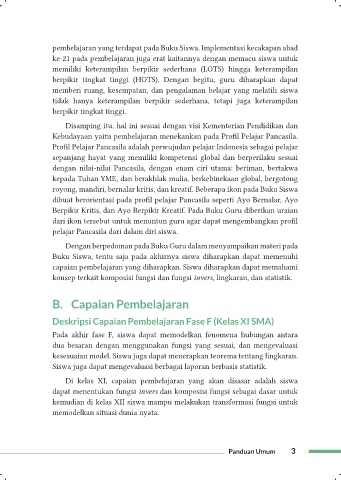 pembelajaran yang terdapat pada Buku Siswa. Implementasi kecakapan abad
ke-21 pada pembelajaran juga erat kaitannya dengan memacu siswa untuk
memiliki keterampilan berpikir sederhana (LOTS) hingga keterampilan
berpikir tingkat tinggi (HOTS). Dengan begitu, guru diharapkan dapat
memberi ruang, kesempatan, dan pengalaman belajar yang melatih siswa
tidak hanya keterampilan berpikir sederhana, tetapi juga keterampilan
berpikir tingkat tinggi.
Disamping itu, hal ini sesuai dengan visi Kementerian Pendidikan dan
Kebudayaan yaitu pembelajaran menekankan pada Profil Pelajar Pancasila.
Profil Pelajar Pancasila adalah perwujudan pelajar Indonesia sebagai pelajar
sepanjang hayat yang memiliki kompetensi global dan berperilaku sesuai
dengan nilai-nilai Pancasila, dengan enam ciri utama: beriman, bertakwa
kepada Tuhan YME, dan berakhlak mulia, berkebinekaan global, bergotong
royong, mandiri, bernalar kritis, dan kreatif. Beberapa ikon pada Buku Siswa
dibuat berorientasi pada profil pelajar Pancasila seperti Ayo Bernalar, Ayo
Berpikir Kritis, dan Ayo Berpikir Kreatif. Pada Buku Guru diberikan uraian
dari ikon tersebut untuk menuntun guru agar dapat mengembangkan profil
pelajar Pancasila dari dalam diri siswa.
Dengan berpedoman pada Buku Guru dalam menyampaikan materi pada
Buku Siswa, tentu saja pada akhirnya siswa diharapkan dapat memenuhi
capaian pembelajaran yang diharapkan. Siswa diharapkan dapat memahami
konsep terkait komposisi fungsi dan fungsi invers, lingkaran, dan statistik.
B. Capaian Pembelajaran
Deskripsi Capaian Pembelajaran Fase F (Kelas XI SMA)
Pada akhir fase F, siswa dapat memodelkan fenomena hubungan antara
dua besaran dengan menggunakan fungsi yang sesuai, dan mengevaluasi
kesesuaian model. Siswa juga dapat menerapkan teorema tentang lingkaran.
Siswa juga dapat mengevaluasi berbagai laporan berbasis statistik.
Di kelas XI, capaian pembelajaran yang akan disasar adalah siswa
dapat menentukan fungsi invers dan komposisi fungsi sebagai dasar untuk
kemudian di kelas XII siswa mampu melakukan transformasi fungsi untuk
memodelkan situasi dunia nyata.
Panduan Umum 3